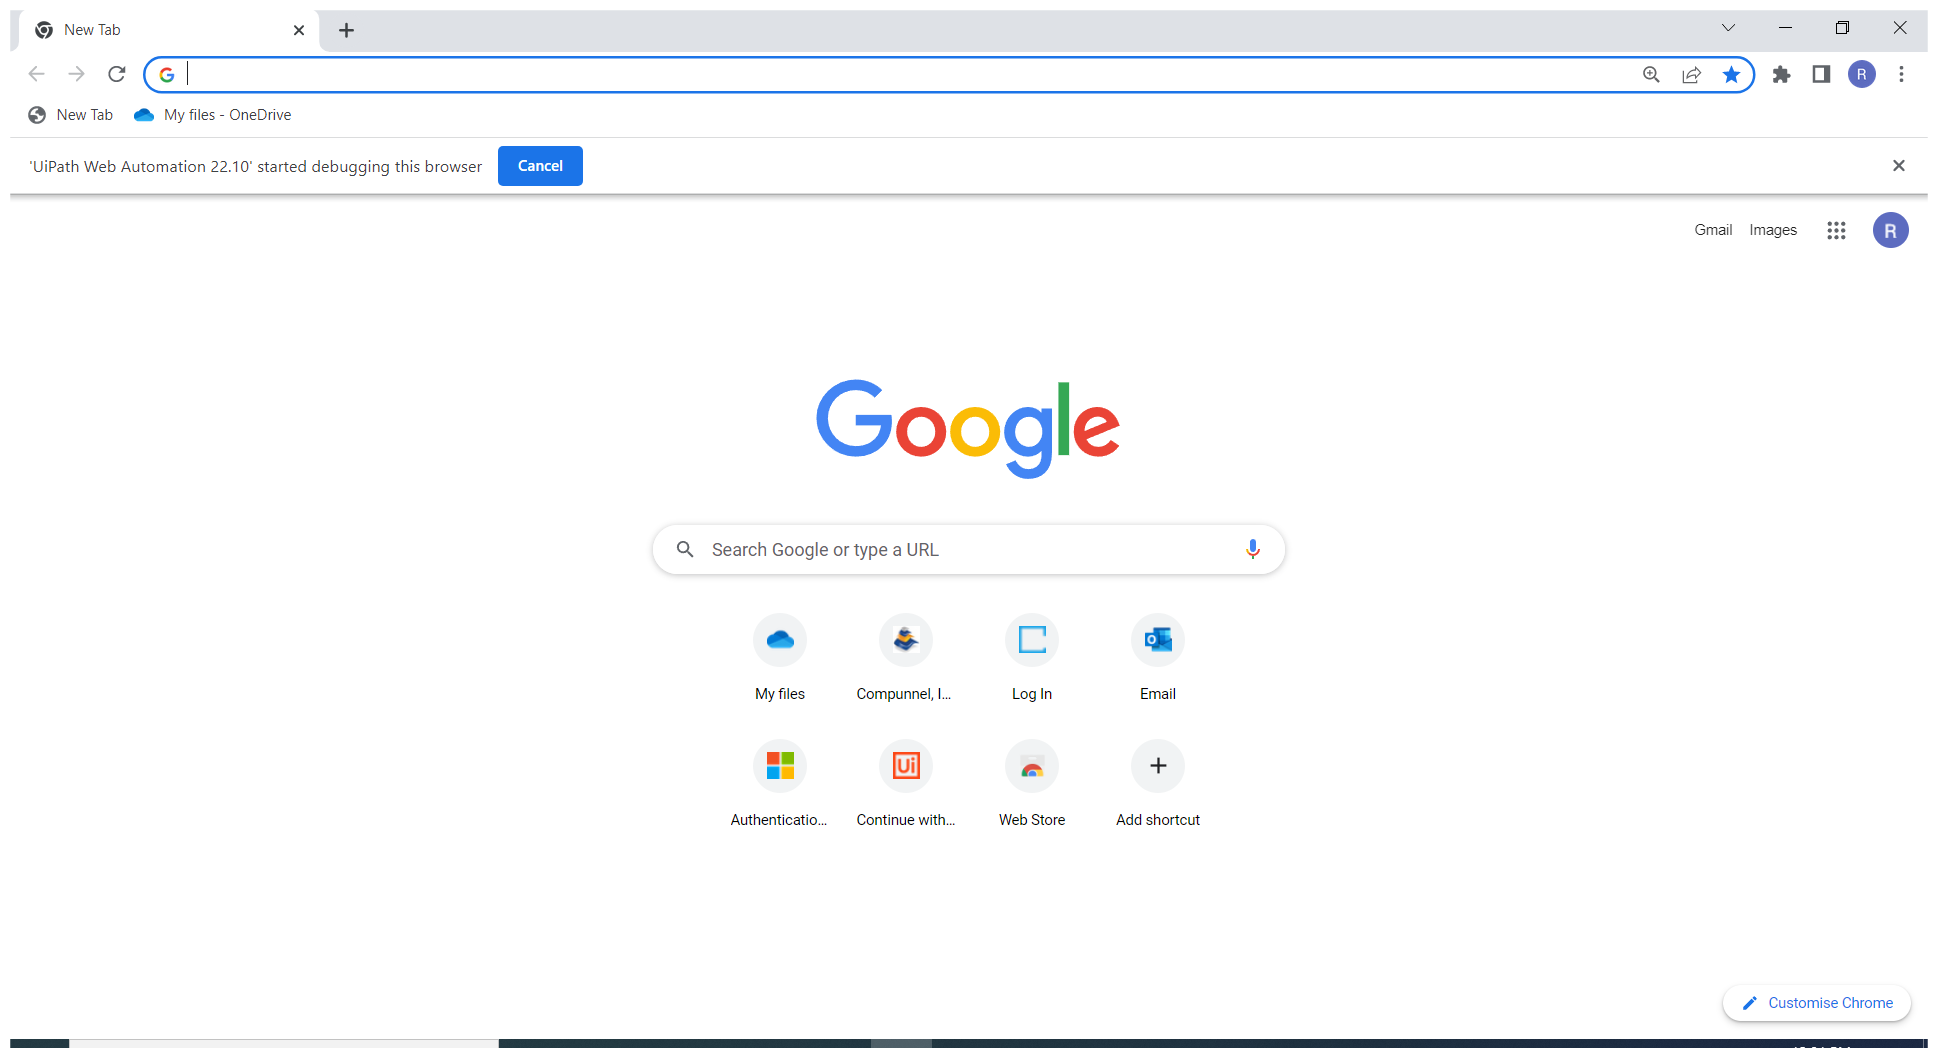 New Tab
New Tab My files - OneDrive
'UiPath Web Automation 22.10' started debugging this browser Cancel
Gmail Images R
Google
Search Google or type a URL
My files Compunnel, I... Log In Email
Authenticatio... Continue with... Web Store Add shortcut
Customise Chrome